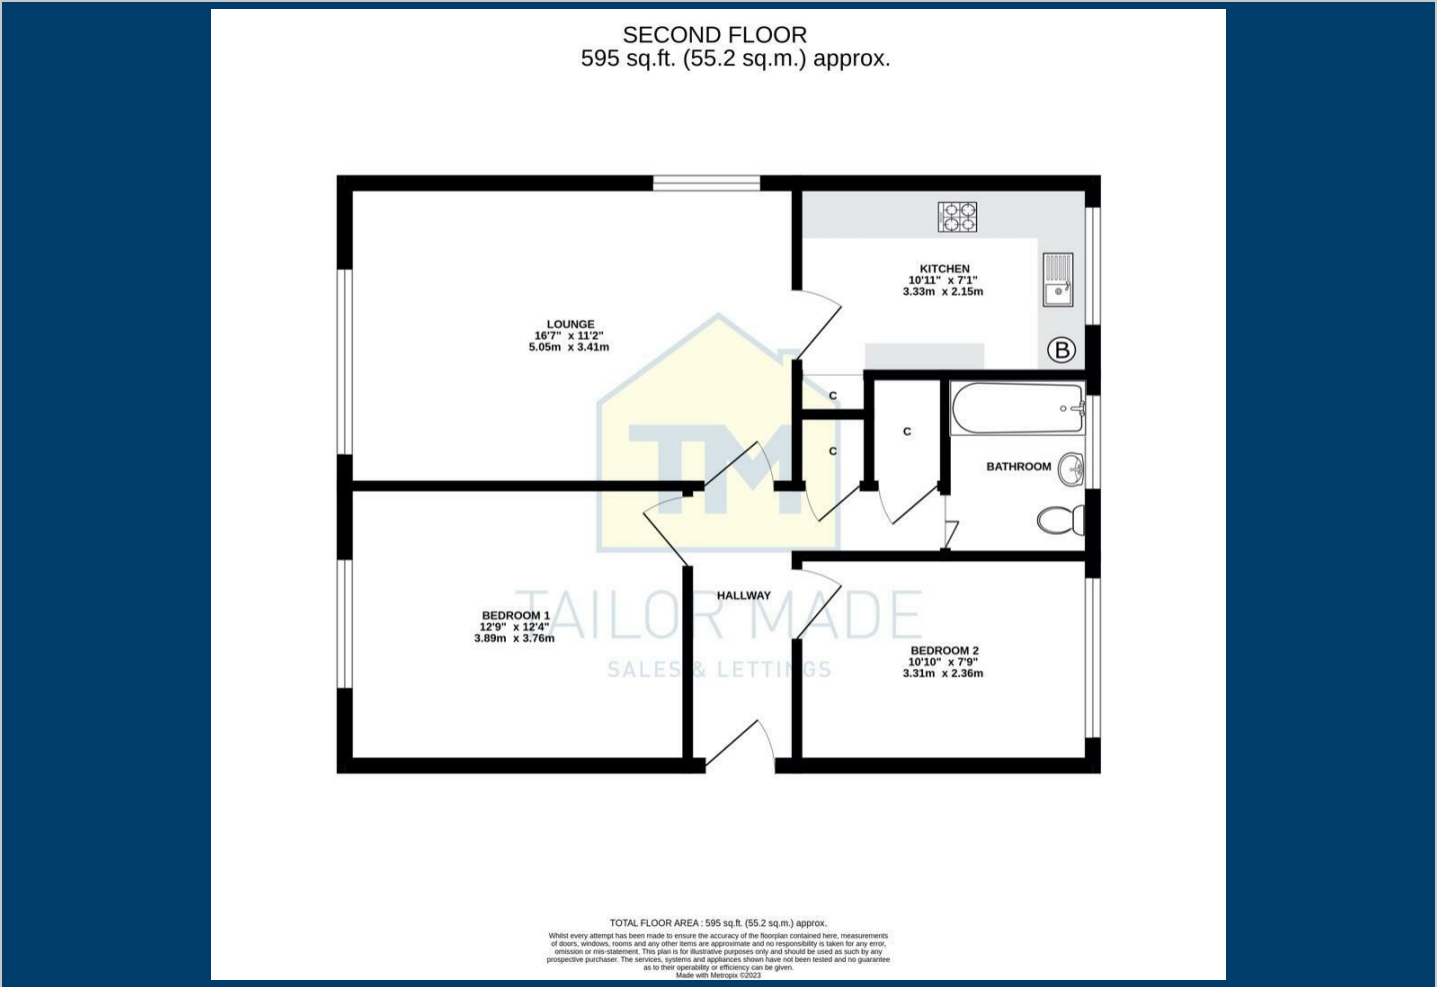 SECOND FLOOR
595 sq.ft. (55.2 sq.m.) approx.
KITCHEN
10'11" x 7'1"
3.33m x 2.15m
LOUNGE
16'7" x 11'2"
5.05m x 3.41m
B
C
C
C
TM
BATHROOM
TAILOR MADE
SALES & LETTINGS
HALLWAY
BEDROOM 1
12'9" x 12'4"
3.89m x 3.76m
BEDROOM 2
10'10" x 7'9"
3.31m x 2.36m
TOTAL FLOOR AREA : 595 sq.ft. (55.2 sq.m.) approx.
Whilst every attempt has been made to ensure the accuracy of the floorplan contained here, measurements
of doors, windows, rooms and any other items are approximate and no responsibility is taken for any error,
omission or mis-statement. This plan is for illustrative purposes only and should be used as such by any
prospective purchaser. The services, systems and appliances shown have not been tested and no guarantee
as to their operability or efficiency can be given.
Made with Metropix ©2023